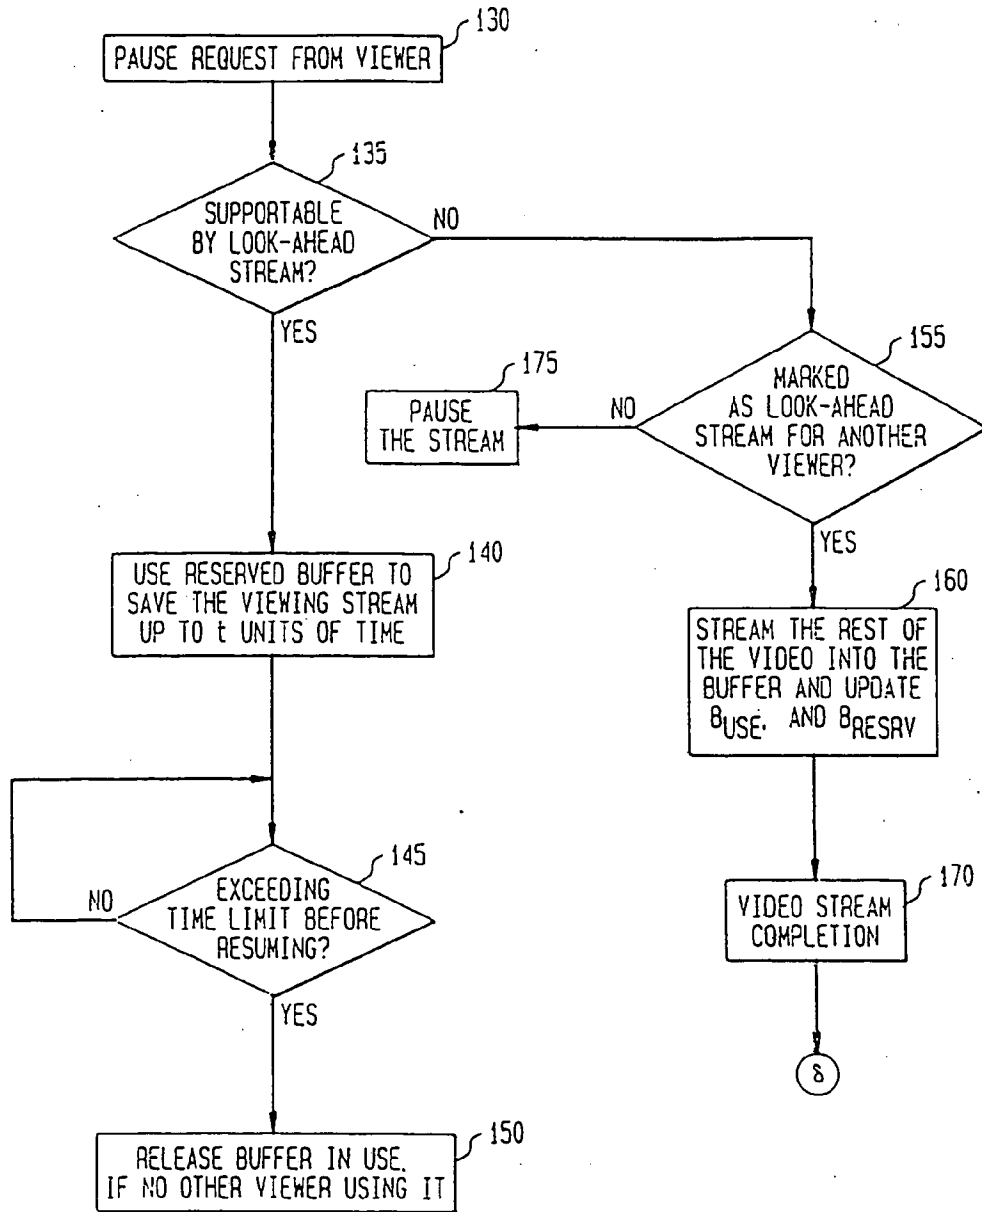 130
PAUSE REQUEST FROM VIEWER
135
SUPPORTABLE
BY LOOK-AHEAD
STREAM?
NO
YES
155
MARKED
AS LOOK-AHEAD
STREAM FOR ANOTHER
VIEWER?
NO
YES
175
PAUSE
THE STREAM
140
USE RESERVED BUFFER TO
SAVE THE VIEWING STREAM
UP TO t UNITS OF TIME
160
STREAM THE REST OF
THE VIDEO INTO THE
BUFFER AND UPDATE
BUSE. AND BRESRV
145
EXCEEDING
TIME LIMIT BEFORE
RESUMING?
NO
YES
170
VIDEO STREAM
COMPLETION
δ
150
RELEASE BUFFER IN USE.
IF NO OTHER VIEWER USING IT